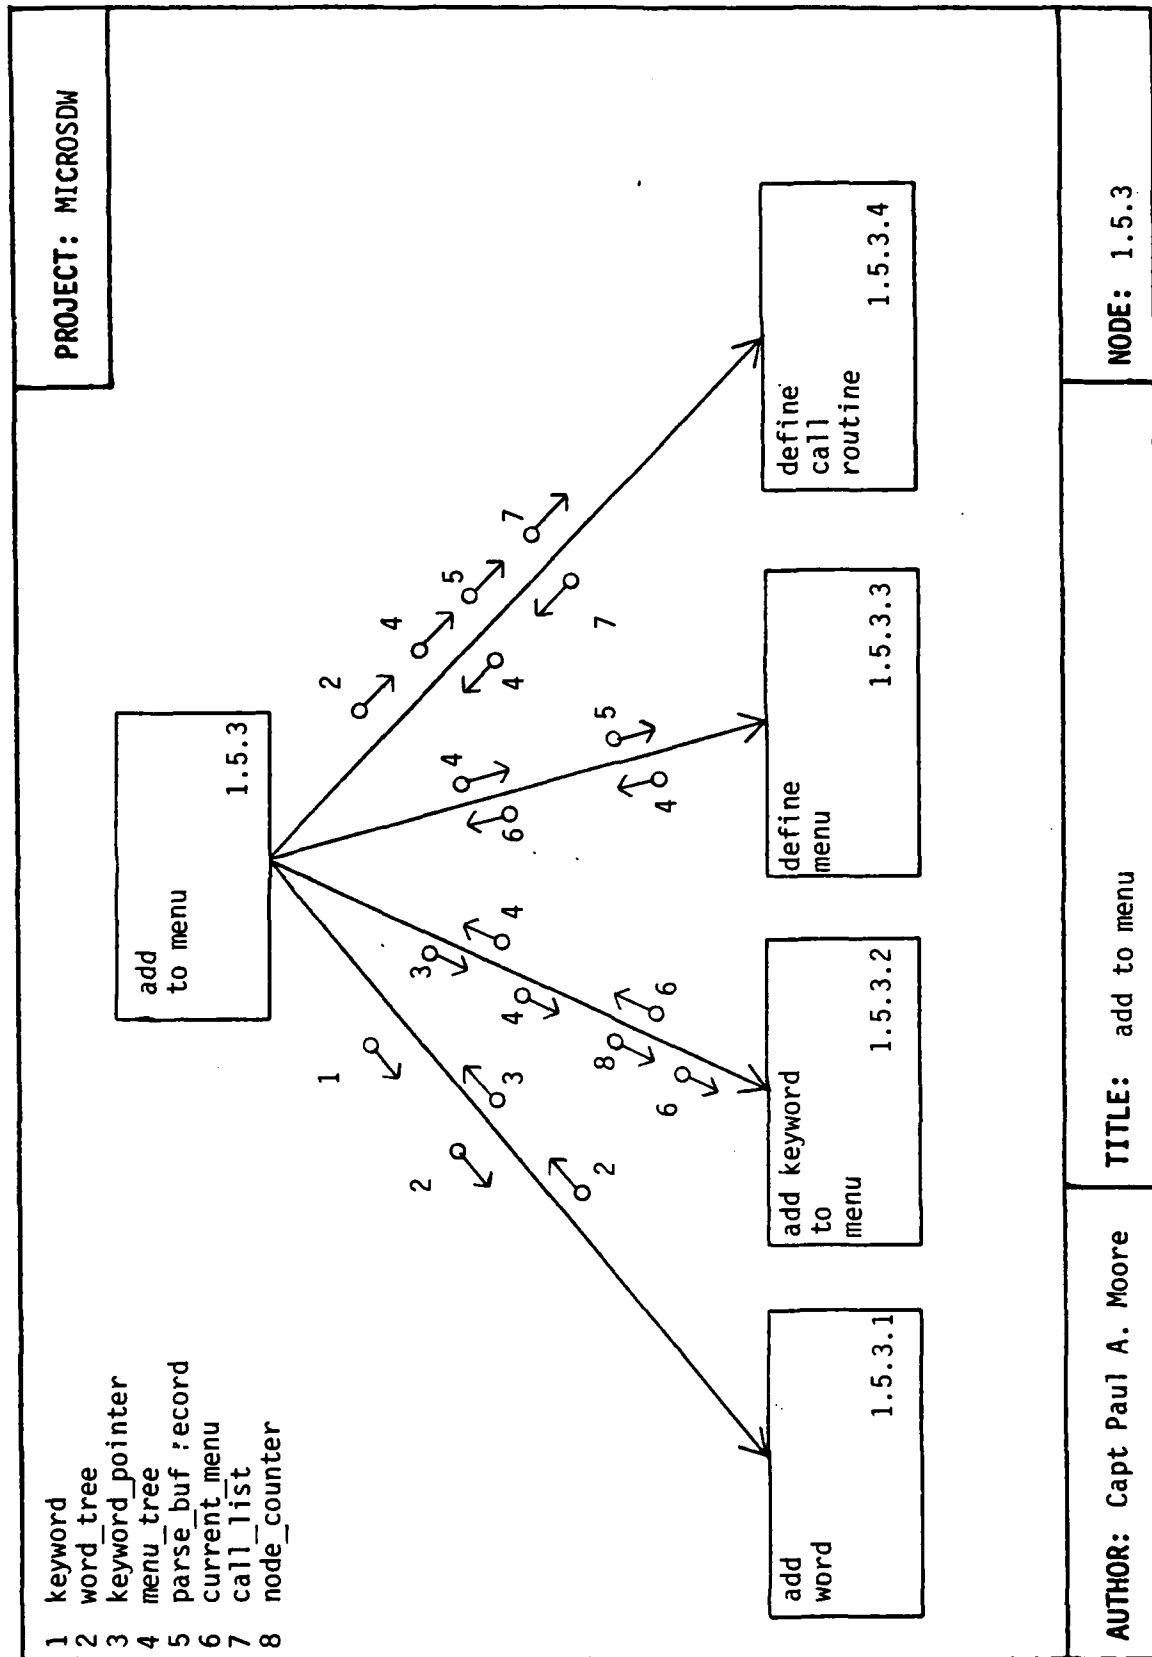 PROJECT: MICROSDW
1 keyword
2 word_tree
3 keyword_pointer
4 menu_tree
5 parse_buf record
6 current_menu
7 call_list
8 node_counter
add
to menu
1.5.3
1
2
3
2
3
4
4
8
6
6
4
6
5
4
2
4
5
7
4
7
add
word
1.5.3.1
add keyword
to
menu
1.5.3.2
define
menu
1.5.3.3
define
call
routine
1.5.3.4
AUTHOR: Capt Paul A. Moore
TITLE: add to menu
NODE: 1.5.3